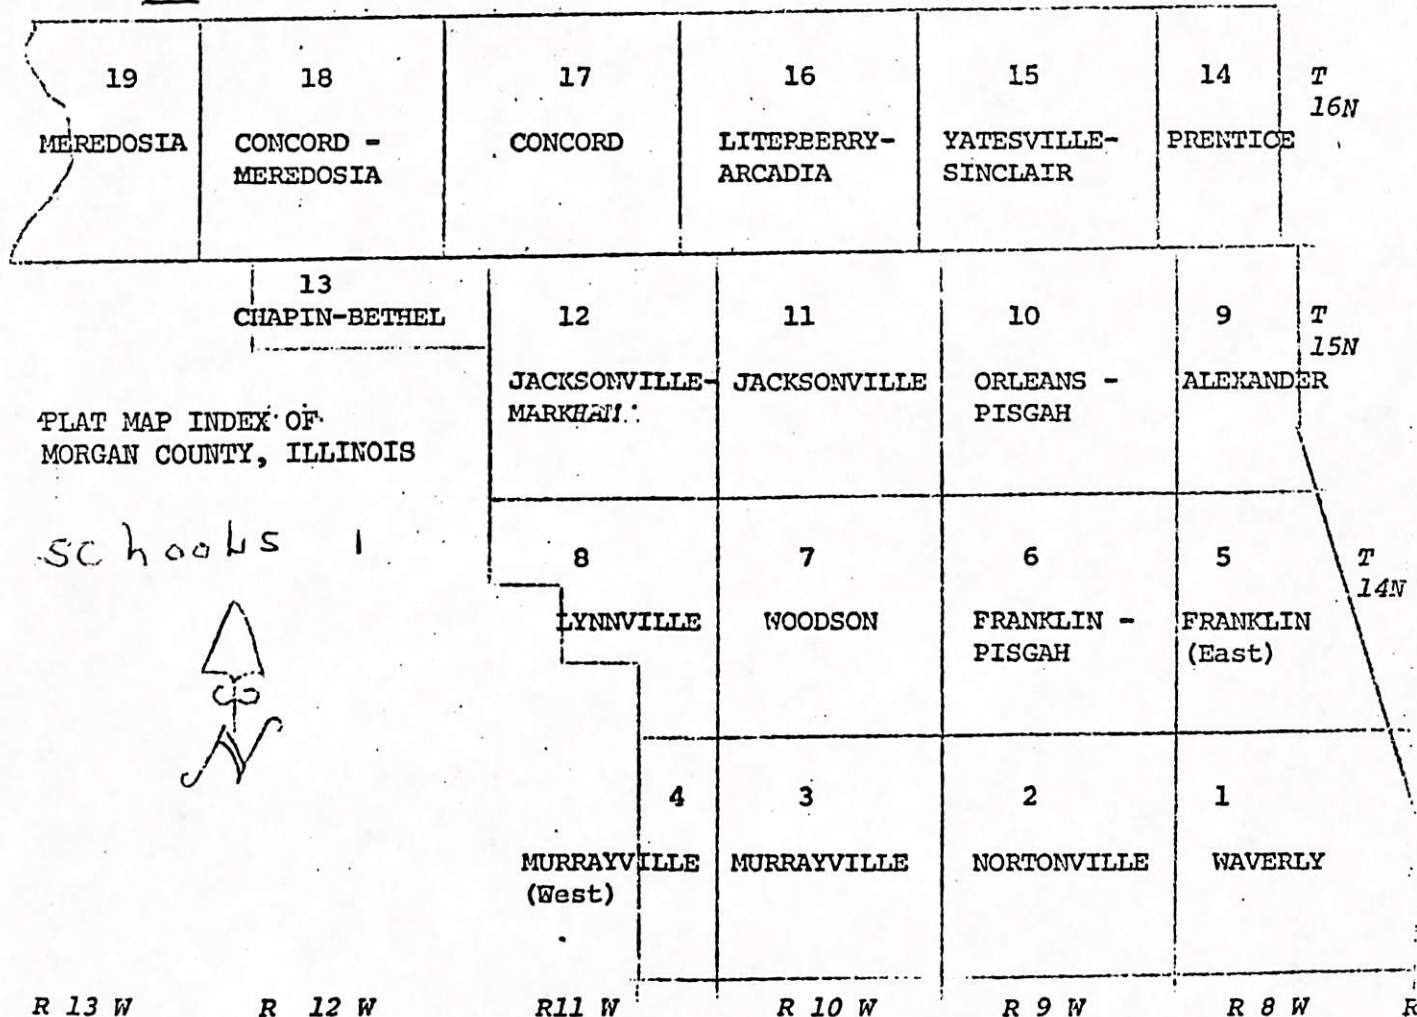 19 18 17 16 15 14 T
16N
MEREDOSIA CONCORD - CONCORD LITERBERRY- YATESVILLE- PRENTICE
MEREDOSIA ARCADIA SINCLAIR
13
CHAPIN-BETHEL 12 11 10 9 T
15N
JACKSONVILLE- JACKSONVILLE ORLEANS - ALEXANDER
MARKHAM PISGAH
PLAT MAP INDEX OF
MORGAN COUNTY, ILLINOIS
schools 1
8 7 6 5 T
14N
LYNNVILLE WOODSON FRANKLIN - FRANKLIN
PISGAH (East)
N
4 3 2 1
MURRAYVILLE MURRAYVILLE NORTONVILLE WAVERLY
(West)
R 13 W R 12 W R11 W R 10 W R 9 W R 8 W R